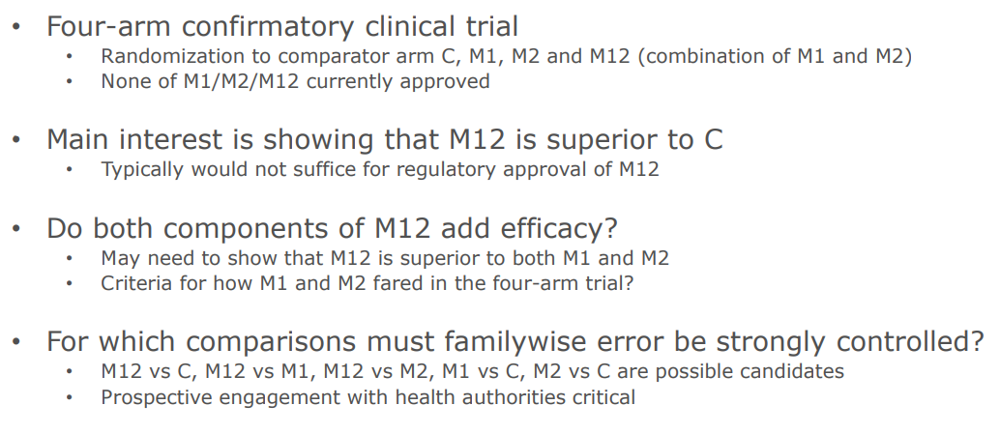 • Four-arm confirmatory clinical trial
• Randomization to comparator arm C, M1, M2 and M12 (combination of M1 and M2)
• None of M1/M2/M12 currently approved
• Main interest is showing that M12 is superior to C
• Typically would not suffice for regulatory approval of M12
• Do both components of M12 add efficacy?
• May need to show that M12 is superior to both M1 and M2
• Criteria for how M1 and M2 fared in the four-arm trial?
• For which comparisons must familywise error be strongly controlled?
• M12 vs C, M12 vs M1, M12 vs M2, M1 vs C, M2 vs C are possible candidates
• Prospective engagement with health authorities critical